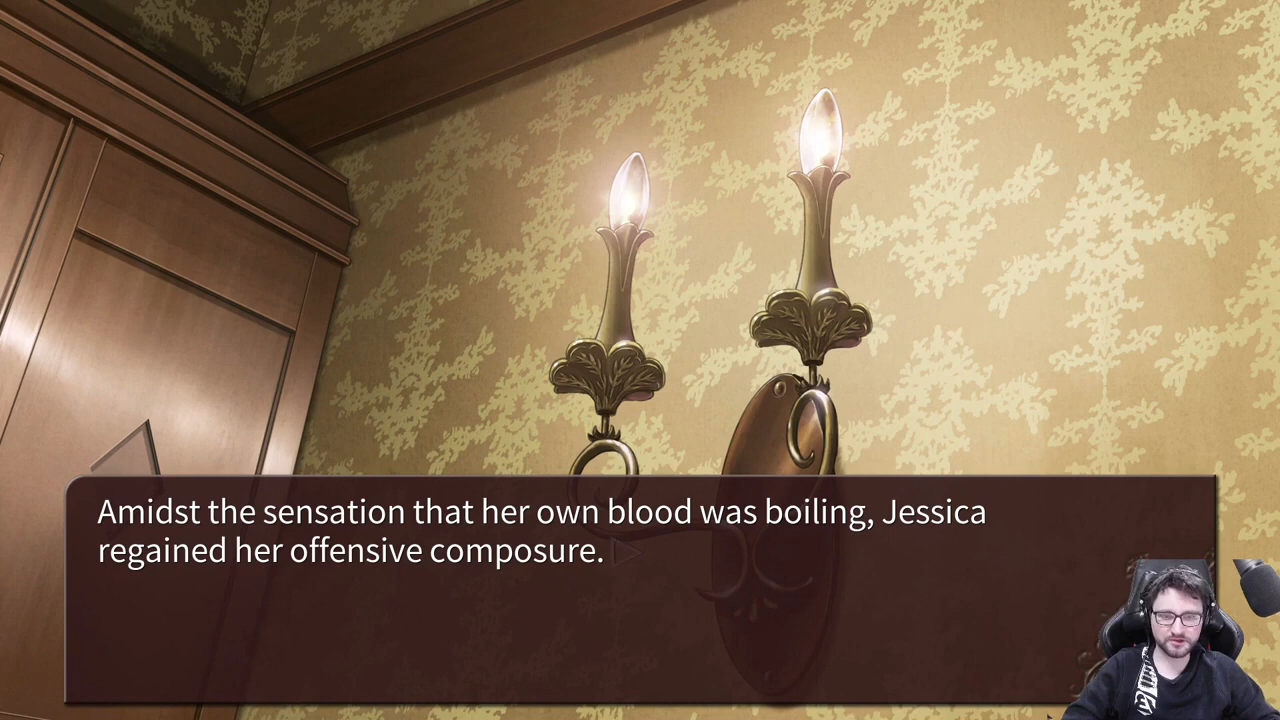 Amidst the sensation that her own blood was boiling, Jessica
regained her offensive composure.